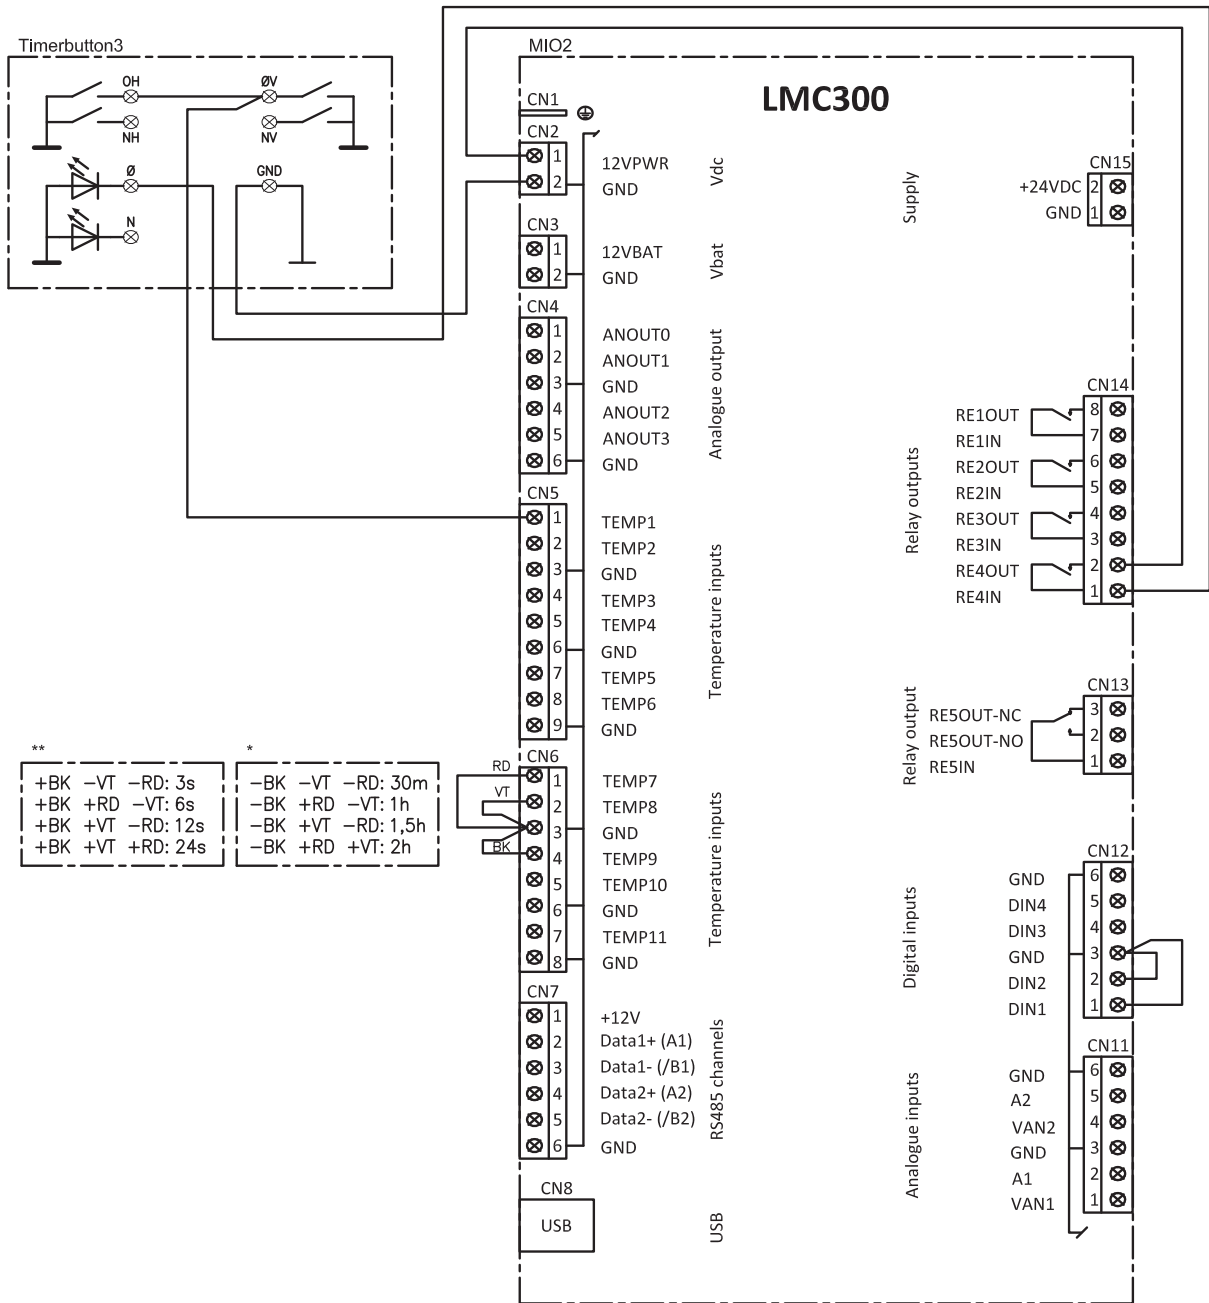 Timerbutton3
MIO2
LMC300
OH
ØV
NH
NV
Ø
GND
N
CN1
CN2
1 12VPWR
2 GND
Vdc
CN3
1 12VBAT
2 GND
Vbat
CN4
1 ANOUT0
2 ANOUT1
3 GND
4 ANOUT2
5 ANOUT3
6 GND
Analogue output
CN5
1 TEMP1
2 TEMP2
3 GND
4 TEMP3
5 TEMP4
6 GND
7 TEMP5
8 TEMP6
9 GND
Temperature inputs
**
+BK -VT -RD: 3s
+BK +RD -VT: 6s
+BK +VT -RD: 12s
+BK +VT +RD: 24s
*
-BK -VT -RD: 30m
-BK +RD -VT: 1h
-BK +VT -RD: 1,5h
-BK +RD +VT: 2h
CN6
RD
VT
BK
1 TEMP7
2 TEMP8
3 GND
4 TEMP9
5 TEMP10
6 GND
7 TEMP11
8 GND
Temperature inputs
CN7
1 +12V
2 Data1+ (A1)
3 Data1- (/B1)
4 Data2+ (A2)
5 Data2- (/B2)
6 GND
RS485 channels
CN8
USB
USB
CN15
+24VDC 2
GND 1
Supply
CN14
RE1OUT 8
RE1IN 7
RE2OUT 6
RE2IN 5
RE3OUT 4
RE3IN 3
RE4OUT 2
RE4IN 1
Relay outputs
CN13
RE5OUT-NC 3
RE5OUT-NO 2
RE5IN 1
Relay output
CN12
GND 6
DIN4 5
DIN3 4
GND 3
DIN2 2
DIN1 1
Digital inputs
CN11
GND 6
A2 5
VAN2 4
GND 3
A1 2
VAN1 1
Analogue inputs